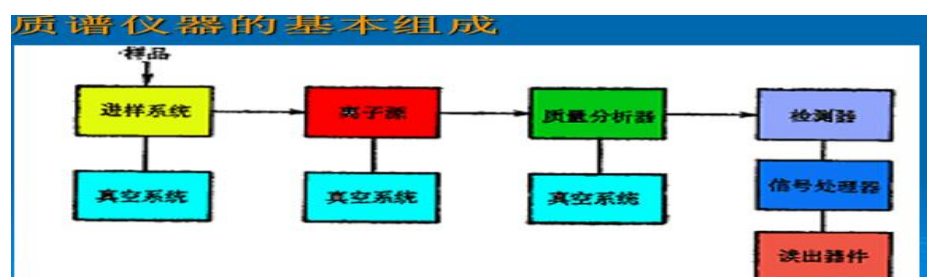 质谱仪器的基本组成
样品
进样系统 离子源 质量分析器 检测器
真空系统 真空系统 真空系统 信号处理器
读出器件